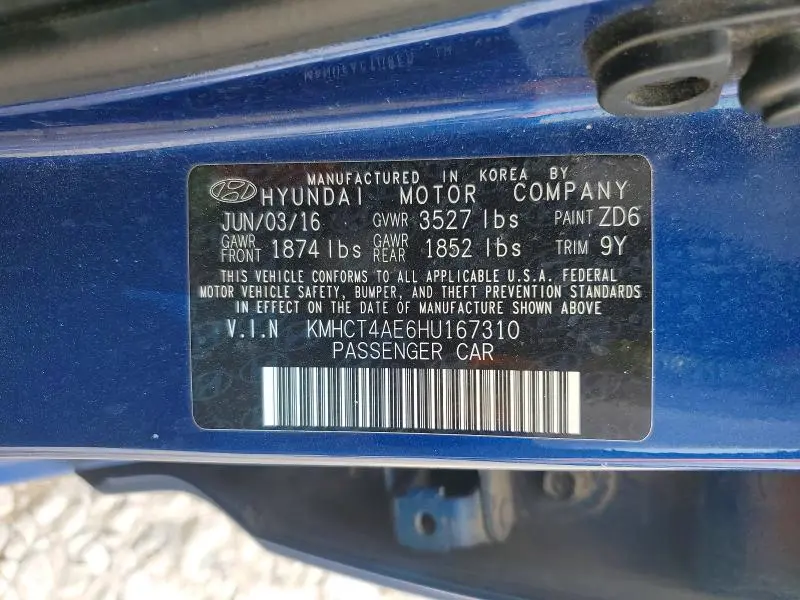 MANUFACTURED IN KOREA BY
HYUNDAI MOTOR COMPANY
JUN/03/16 GVWR 3527 lbs PAINT ZD6
GAWR FRONT 1874 lbs GAWR REAR 1852 lbs TRIM 9Y
THIS VEHICLE CONFORMS TO ALL APPLICABLE U.S.A. FEDERAL
MOTOR VEHICLE SAFETY, BUMPER, AND THEFT PREVENTION STANDARDS
IN EFFECT ON THE DATE OF MANUFACTURE SHOWN ABOVE
V.I.N KMHCT4AE6HU167310
PASSENGER CAR